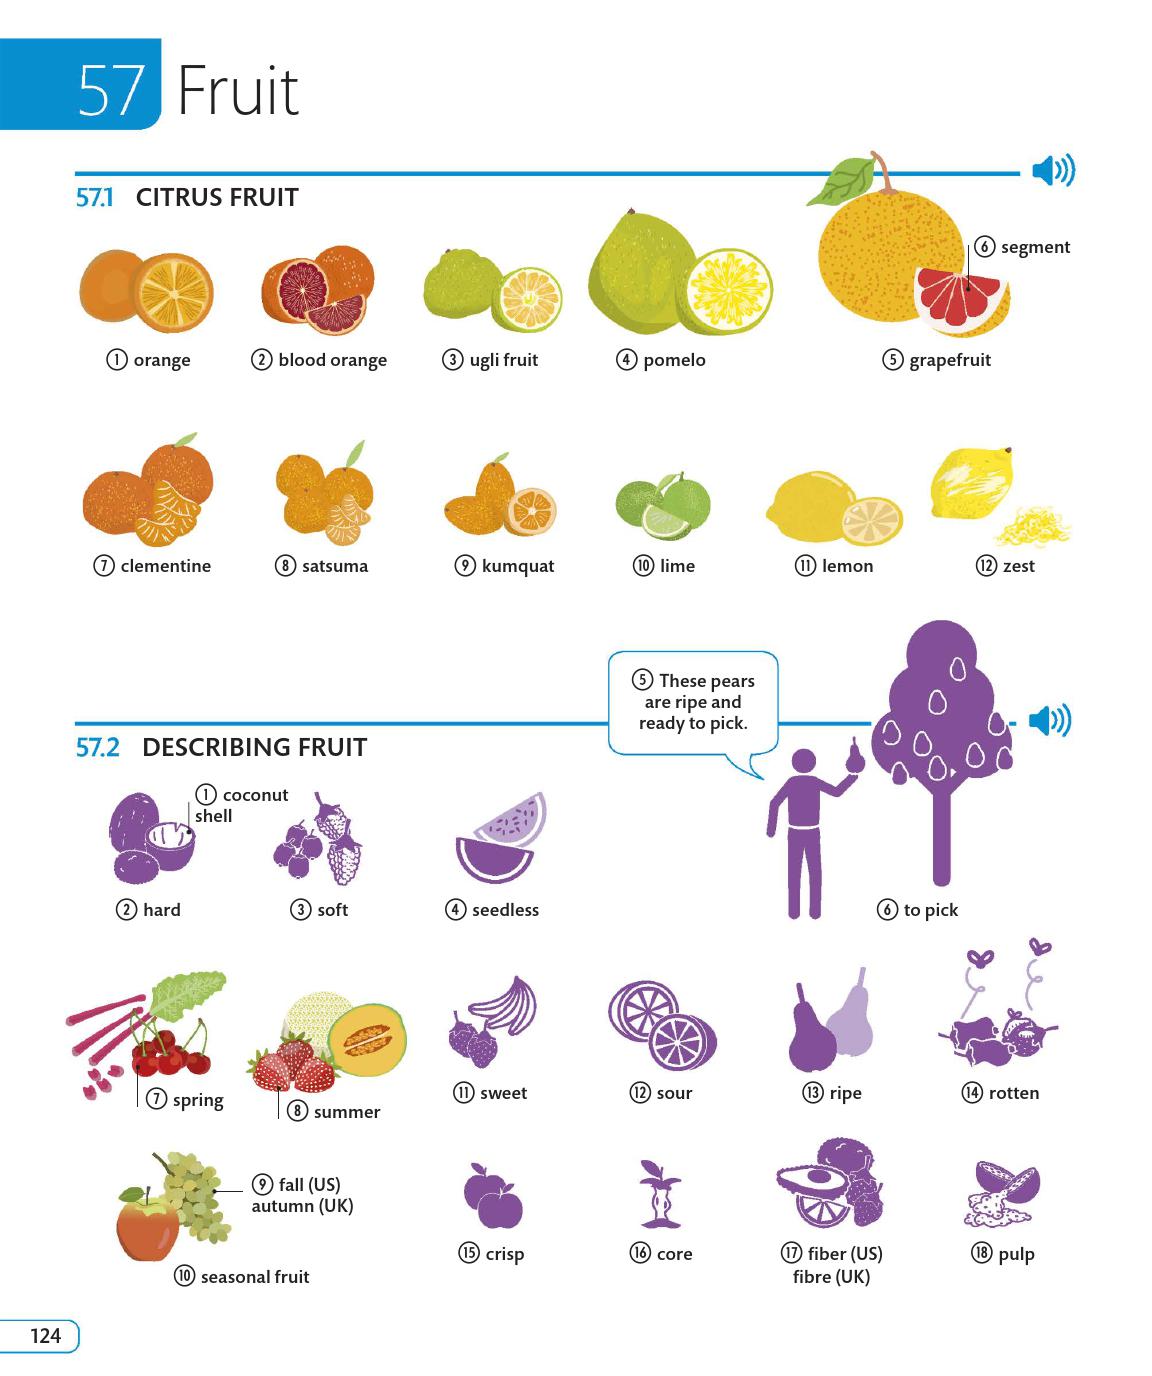 57 Fruit
57.1 CITRUS FRUIT
6 segment
1 orange
2 blood orange
3 ugli fruit
4 pomelo
5 grapefruit
7 clementine
8 satsuma
9 kumquat
10 lime
11 lemon
12 zest
57.2 DESCRIBING FRUIT
5 These pears
are ripe and
ready to pick.
1 coconut
shell
2 hard
3 soft
4 seedless
6 to pick
7 spring
8 summer
11 sweet
12 sour
13 ripe
14 rotten
9 fall (US)
autumn (UK)
10 seasonal fruit
15 crisp
16 core
17 fiber (US)
fibre (UK)
18 pulp
124